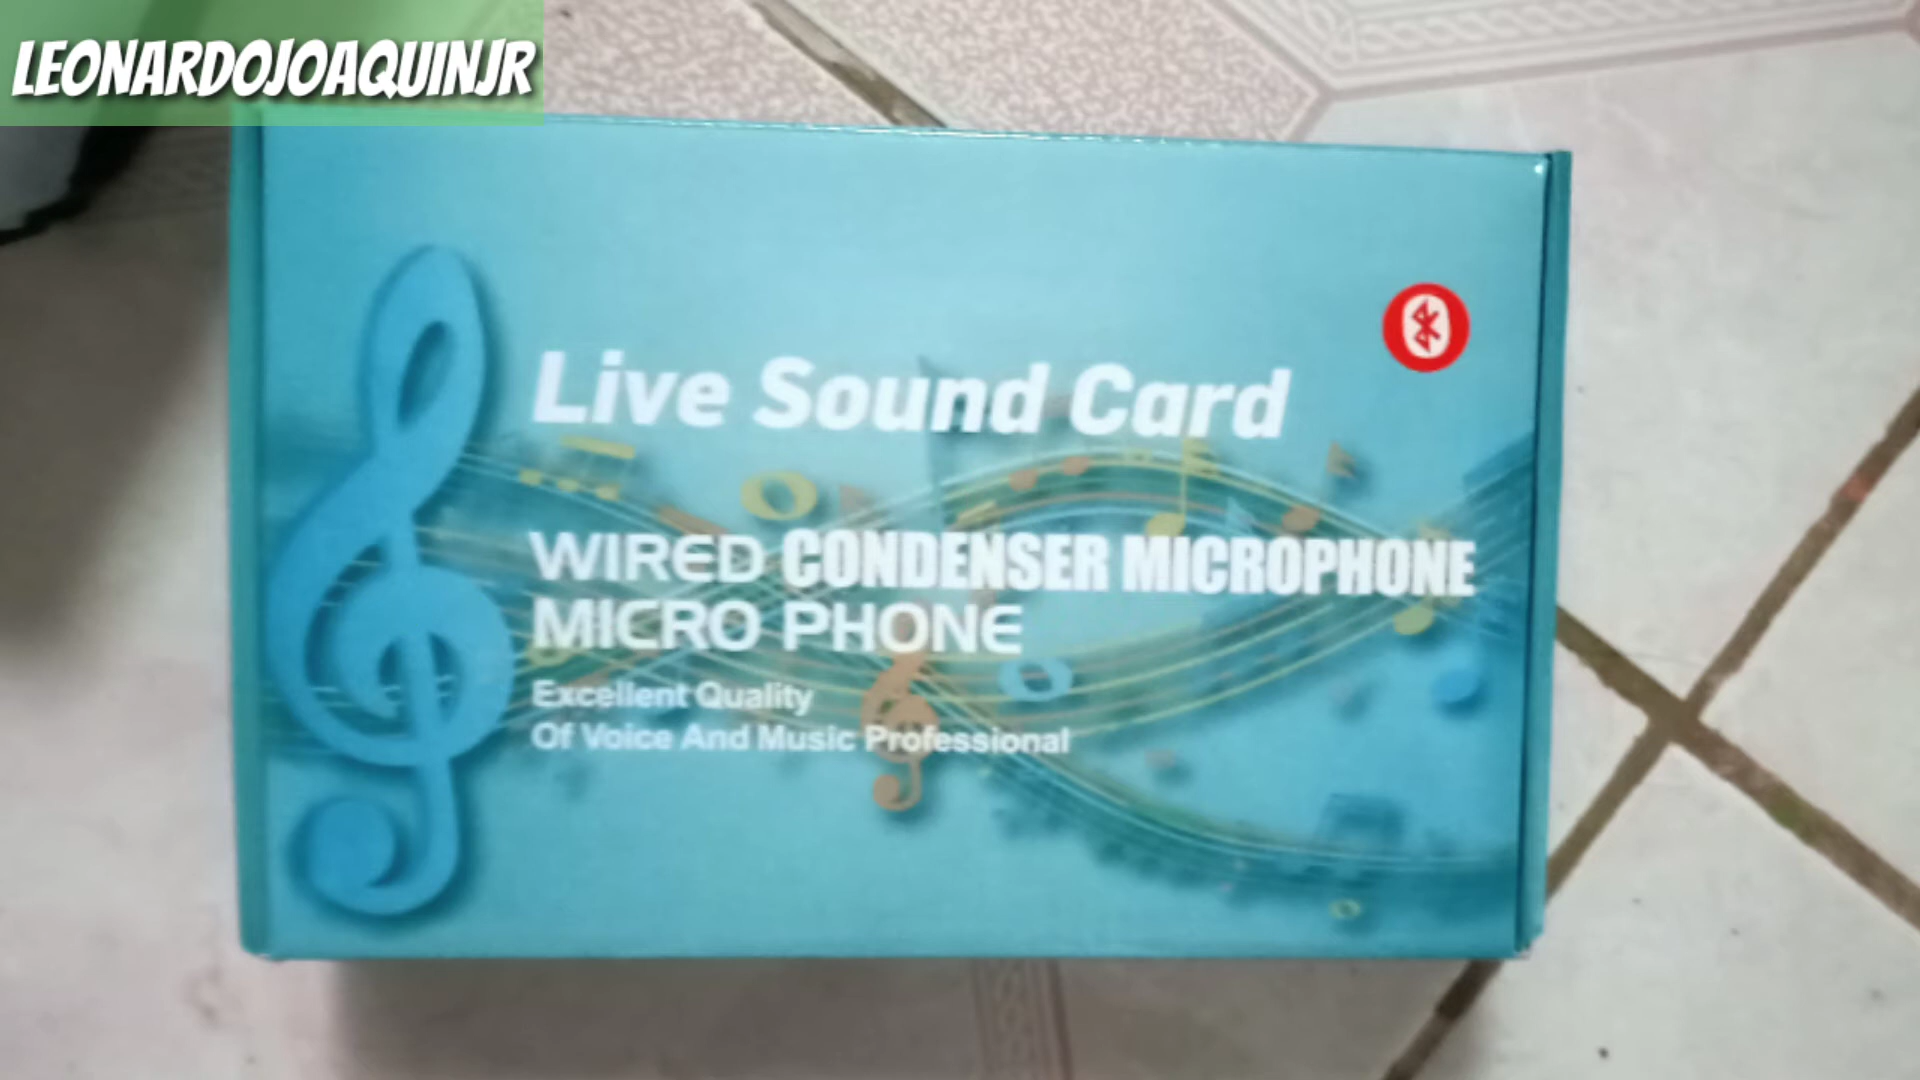 LEONARDOJOAQUINJR
Live Sound Card
WIRED CONDENSER MICROPHONE
MICRO PHONE
Excellent Quality
Of Voice And Music Professional